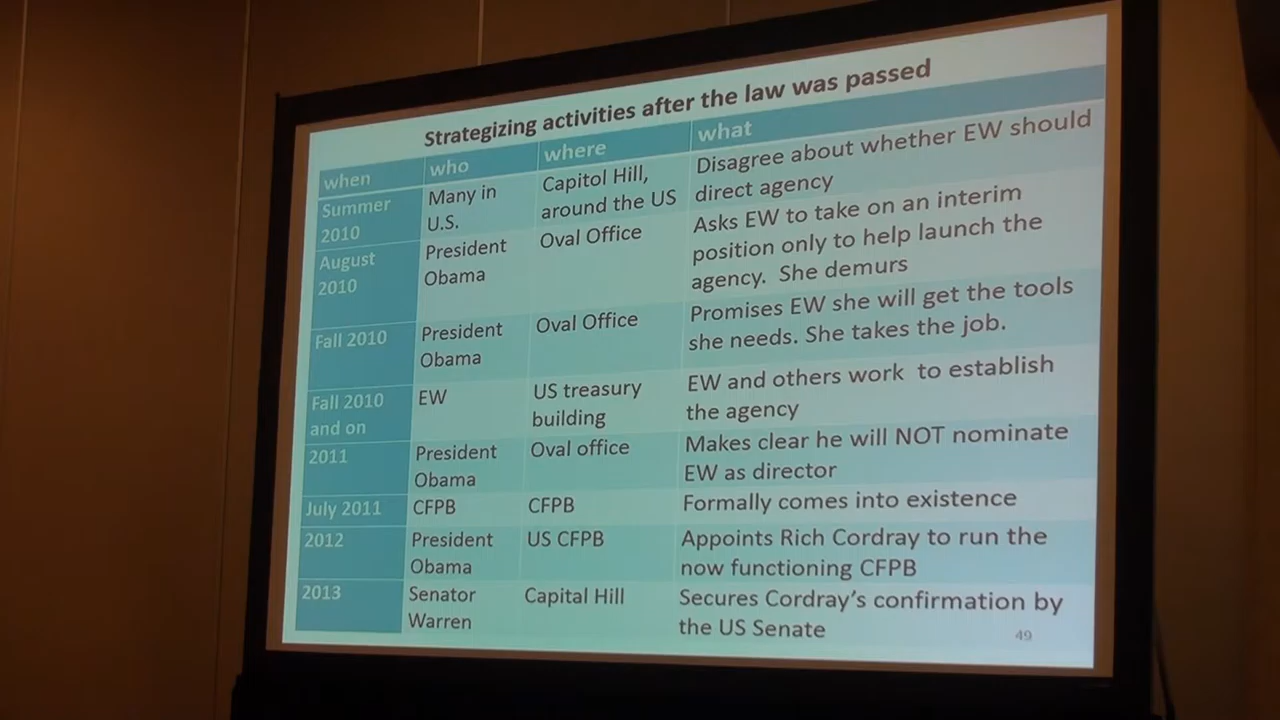 Strategizing activities after the law was passed
when who where what
Summer 2010 Many in U.S. Capitol Hill, around the US Disagree about whether EW should direct agency
August 2010 President Obama Oval Office Asks EW to take on an interim position only to help launch the agency. She demurs
Fall 2010 President Obama Oval Office Promises EW she will get the tools she needs. She takes the job.
Fall 2010 and on EW US treasury building EW and others work to establish the agency
2011 President Obama Oval office Makes clear he will NOT nominate EW as director
July 2011 CFPB CFPB Formally comes into existence
2012 President Obama US CFPB Appoints Rich Cordray to run the now functioning CFPB
2013 Senator Warren Capital Hill Secures Cordray's confirmation by the US Senate
49